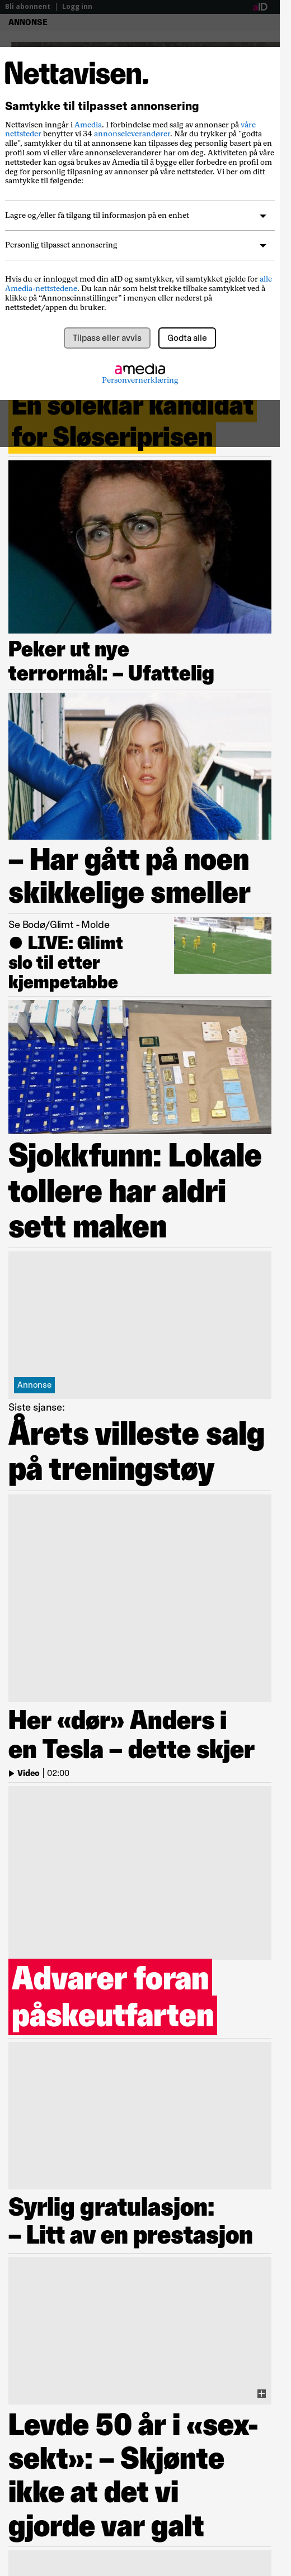 Bli abonnent | Logg inn
aID
ANNONSE
Nettavisen.
Samtykke til tilpasset annonsering
Nettavisen inngår i Amedia. I forbindelse med salg av annonser på våre
nettsteder benytter vi 34 annonseleverandører. Når du trykker på "godta
alle", samtykker du til at annonsene kan tilpasses deg personlig basert på en
profil som vi eller våre annonseleverandører har om deg. Aktiviteten på våre
nettsteder kan også brukes av Amedia til å bygge eller forbedre en profil om
deg for personlig tilpasning av annonser på våre nettsteder. Vi ber om ditt
samtykke til følgende:
Lagre og/eller få tilgang til informasjon på en enhet
Personlig tilpasset annonsering
Hvis du er innlogget med din aID og samtykker, vil samtykket gjelde for alle
Amedia-nettstedene. Du kan når som helst trekke tilbake samtykket ved å
klikke på “Annonseinnstillinger” i menyen eller nederst på
nettstedet/appen du bruker.
Tilpass eller avvis
Godta alle
amedia
Personvernerklæring
En soleklar kandidat
for Sløseriprisen
Peker ut nye
terrormål: – Ufattelig
– Har gått på noen
skikkelige smeller
Se Bodø/Glimt - Molde
● LIVE: Glimt
slo til etter
kjempetabbe
Sjokkfunn: Lokale
tollere har aldri
sett maken
Annonse
Siste sjanse:
Årets villeste salg
på treningstøy
Her «dør» Anders i
en Tesla – dette skjer
Video | 02:00
Advarer foran
påskeutfarten
Syrlig gratulasjon:
– Litt av en prestasjon
Levde 50 år i «sex-
sekt»: – Skjønte
ikke at det vi
gjorde var galt